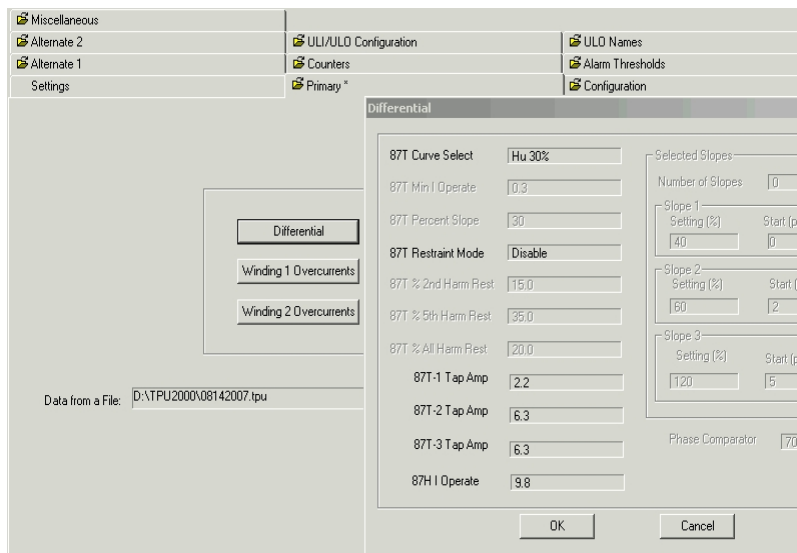 Miscellaneous
Alternate 2
ULI/ULO Configuration
ULO Names
Alternate 1
Counters
Alarm Thresholds
Settings
Primary *
Configuration
Differential
87T Curve Select
Hu 30%
87T Min I Operate
0.3
87T Percent Slope
30
87T Restraint Mode
Disable
87T % 2nd Harm Rest
15.0
87T % 5th Harm Rest
35.0
87T % All Harm Rest
20.0
87T-1 Tap Amp
2.2
87T-2 Tap Amp
6.3
87T-3 Tap Amp
6.3
87H I Operate
9.8
Selected Slopes
Number of Slopes
0
Slope 1
Setting (%)
Start (p
40
0
Slope 2
Setting (%)
Start (
60
2
Slope 3
Setting (%)
Start (p
120
5
Phase Comparator
70
OK
Cancel
Differential
Winding 1 Overcurrents
Winding 2 Overcurrents
Data from a File:
D:\TPU2000\08142007.tpu